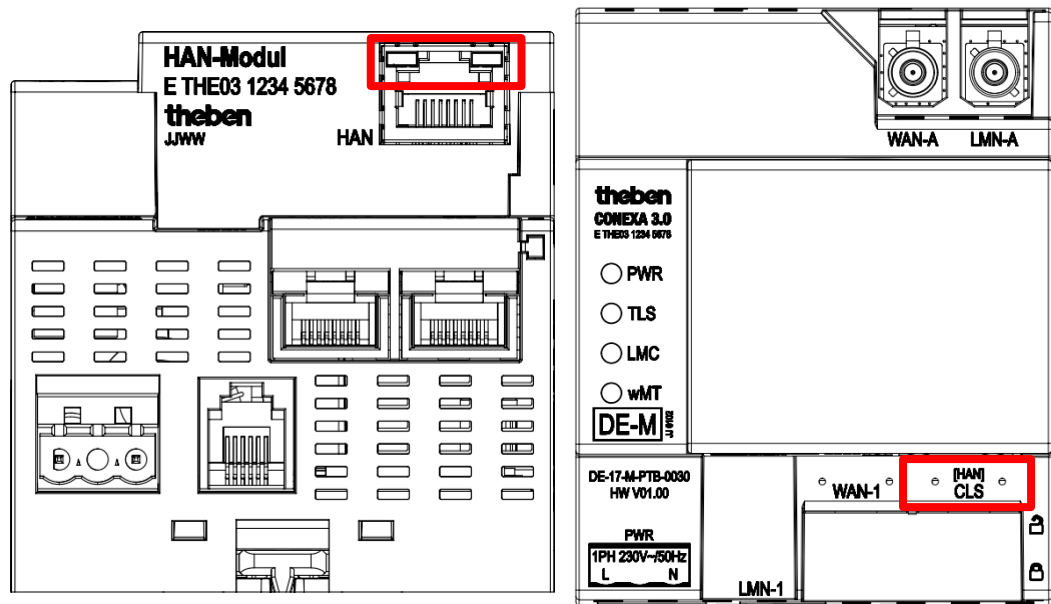 HAN-Modul
E THE03 1234 5678
theben
JJWW
HAN
WAN-A LMN-A
theben
CONEXA 3.0
E THE03 1234 5678
PWR
TLS
LMC
wMT
DE-M
DE-17-M-PTB-0030
HW V01.00
PWR
1PH 230V~/50Hz
L N
LMN-1
WAN-1
[HAN]
CLS